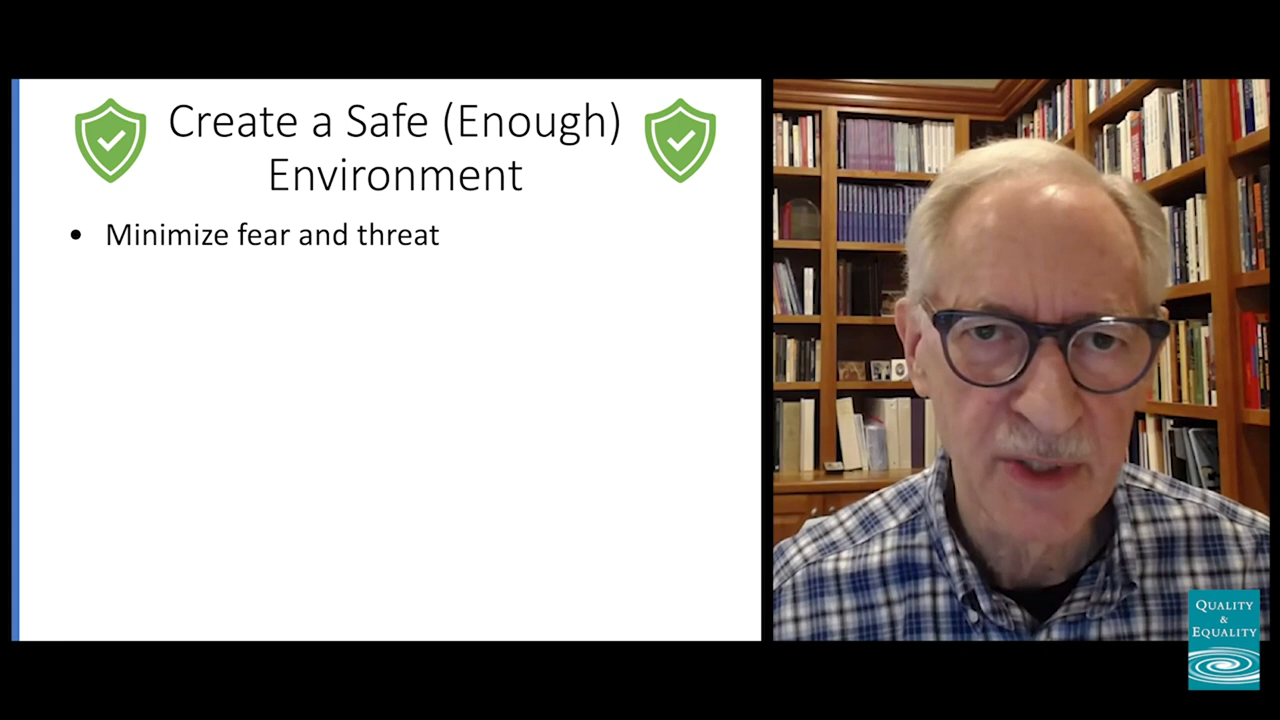 Create a Safe (Enough)
Environment
• Minimize fear and threat
QUALITY
&
EQUALITY